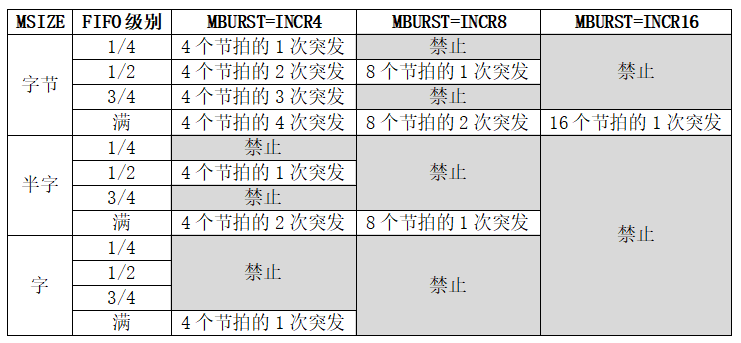 MSIZE FIFO 级别 MBURST=INCR4 MBURST=INCR8 MBURST=INCR16
字节 1/4 4 个节拍的 1 次突发 禁止 禁止
1/2 4 个节拍的 2 次突发 8 个节拍的 1 次突发
3/4 4 个节拍的 3 次突发 禁止
满 4 个节拍的 4 次突发 8 个节拍的 2 次突发 16 个节拍的 1 次突发
半字 1/4 禁止 禁止 禁止
1/2 4 个节拍的 1 次突发
3/4 禁止
满 4 个节拍的 2 次突发 8 个节拍的 1 次突发
字 1/4 禁止 禁止
1/2
3/4
满 4 个节拍的 1 次突发